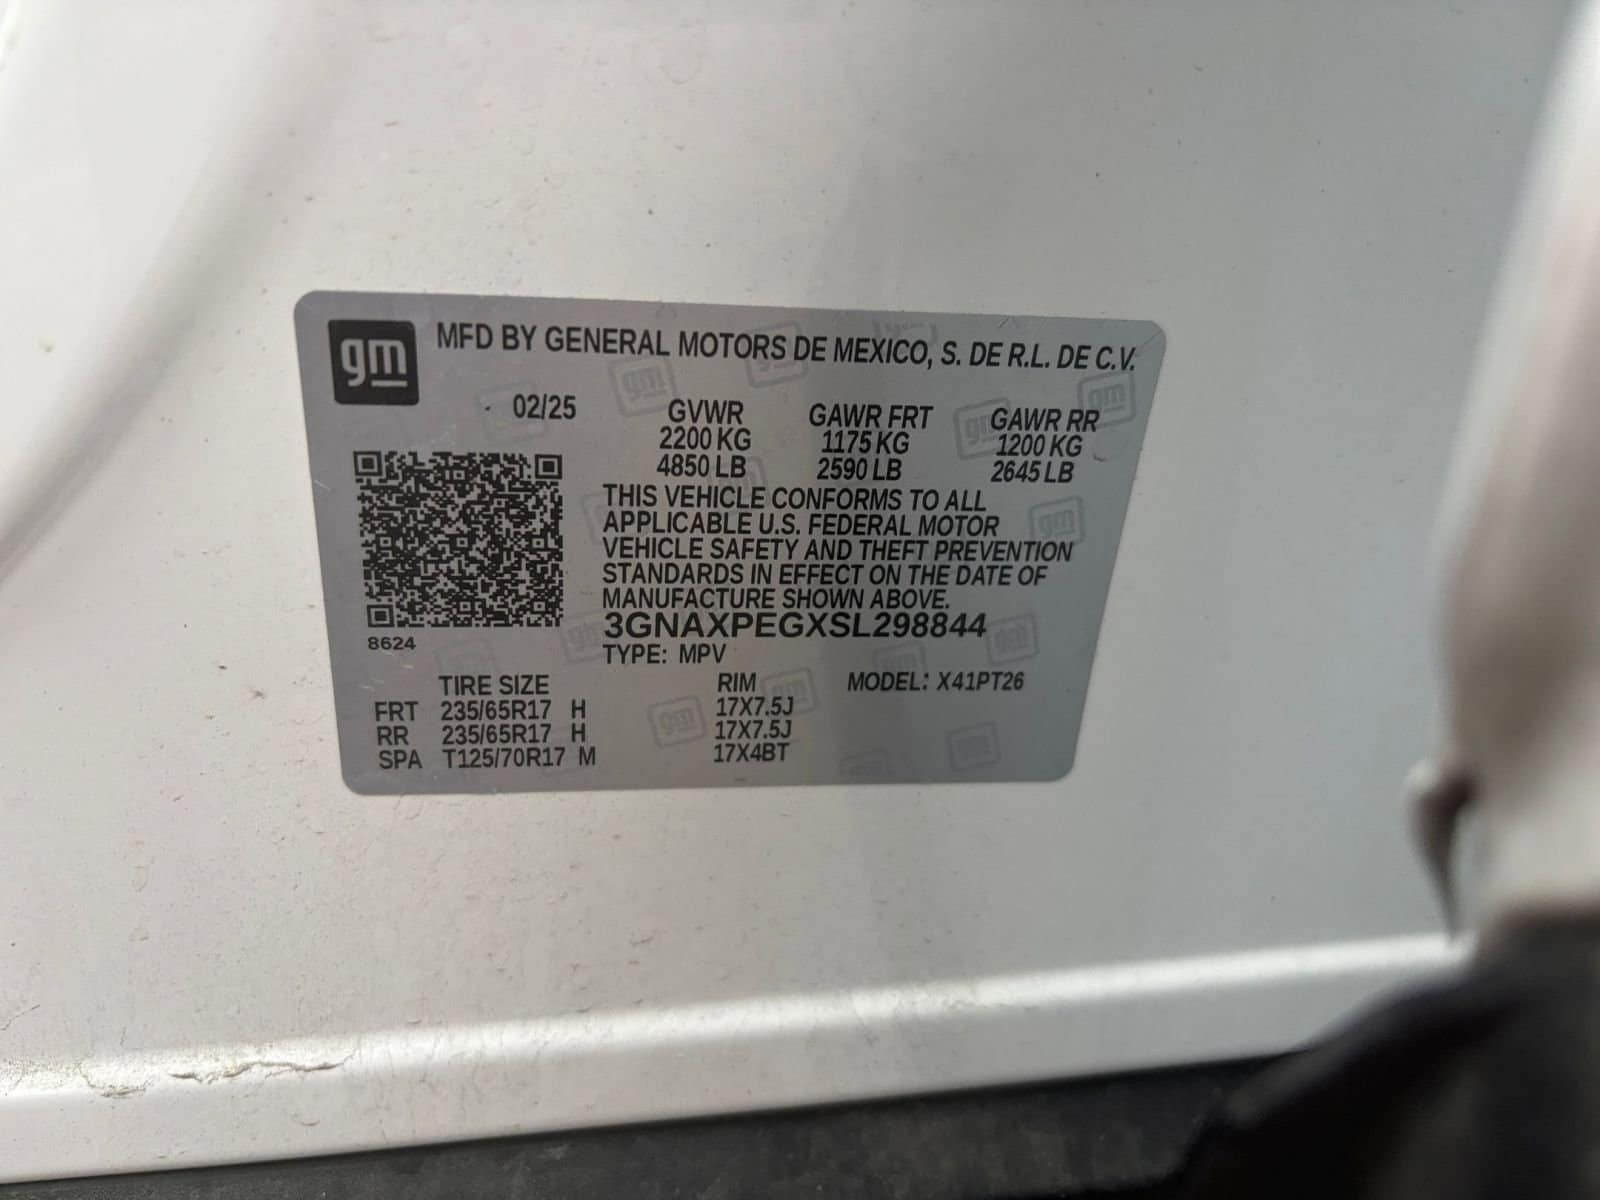 gm MFD BY GENERAL MOTORS DE MEXICO, S. DE R.L. DE C.V.
02/25 GVWR GAWR FRT GAWR RR
2200 KG 1175 KG 1200 KG
4850 LB 2590 LB 2645 LB
THIS VEHICLE CONFORMS TO ALL
APPLICABLE U.S. FEDERAL MOTOR
VEHICLE SAFETY AND THEFT PREVENTION
STANDARDS IN EFFECT ON THE DATE OF
MANUFACTURE SHOWN ABOVE.
3GNAXPEGXSL298844
8624
TYPE: MPV
TIRE SIZE RIM MODEL: X41PT26
FRT 235/65R17 H 17X7.5J
RR 235/65R17 H 17X7.5J
SPA T125/70R17 M 17X4BT